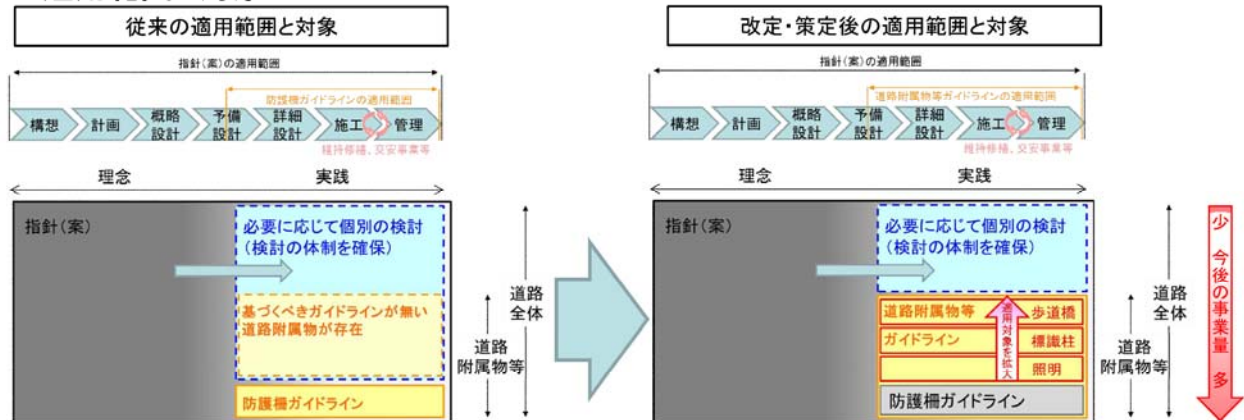 従来の適用範囲と対象
指針(案)の適用範囲
防護柵ガイドラインの適用範囲
構想
計画
概略
設計
予備
設計
詳細
設計
施工
管理
維持修繕、交安事業等
理念
実践
指針(案)
必要に応じて個別の検討
(検討の体制を確保)
基づくべきガイドラインが無い
道路附属物が存在
防護柵ガイドライン
道路
全体
道路
附属物等
改定・策定後の適用範囲と対象
指針(案)の適用範囲
道路附属物等ガイドラインの適用範囲
構想
計画
概略
設計
予備
設計
詳細
設計
施工
管理
維持修繕、交安事業等
理念
実践
指針(案)
必要に応じて個別の検討
(検討の体制を確保)
道路附属物等
歩道橋
ガイドライン
標識柱
照明
適用対象を拡大
防護柵ガイドライン
道路
全体
道路
附属物等
少 今後の事業量 多